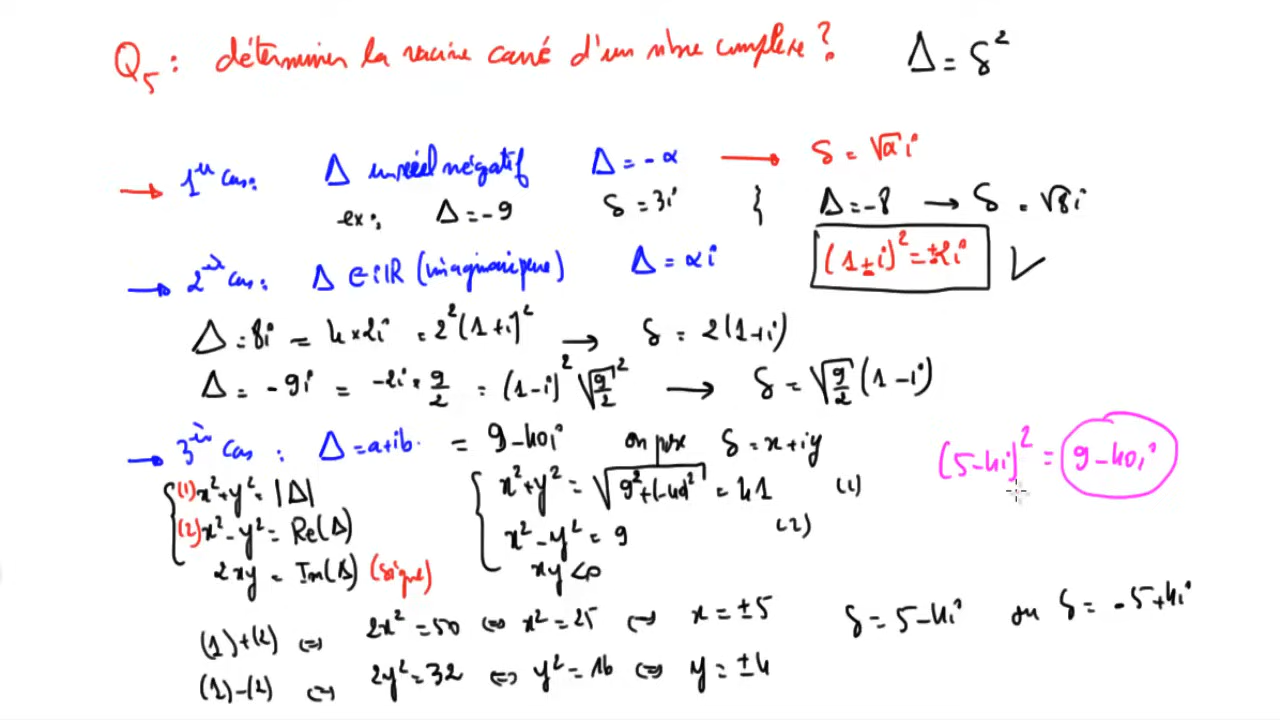 Q5 : déterminer la racine carré d'un nbre complexe ? Δ = δ²
→ 1er cas : Δ un réel négatif Δ = -α → δ = √α i
ex : Δ = -9 δ = 3i { Δ = -8 → δ = √8 i
(1±i)² = ±2i ✓
→ 2ème cas : Δ ∈ iℝ (imaginaire pur) Δ = αi
Δ = 8i = 4×2i = 2²(1+i)² → δ = 2(1+i)
Δ = -9i = -2i × 9/2 = (1-i)² √(9/2)² → δ = √(9/2) (1-i)
→ 3ème cas : Δ = a+ib. = 9-40i on pose δ = x+iy (5-4i)² = 9-40i
{ (1) x²+y² = |Δ| { x²+y² = √(9²+(-40)²) = 41 (1)
(2) x²-y² = Re(Δ) x²-y² = 9 (2)
2xy = Im(Δ) (signe) xy <0
(1)+(2) ⇔ 2x² = 50 ⇔ x² = 25 ⇔ x = ±5 δ = 5-4i ou δ = -5+4i
(1)-(2) ⇔ 2y² = 32 ⇔ y² = 16 ⇔ y = ±4